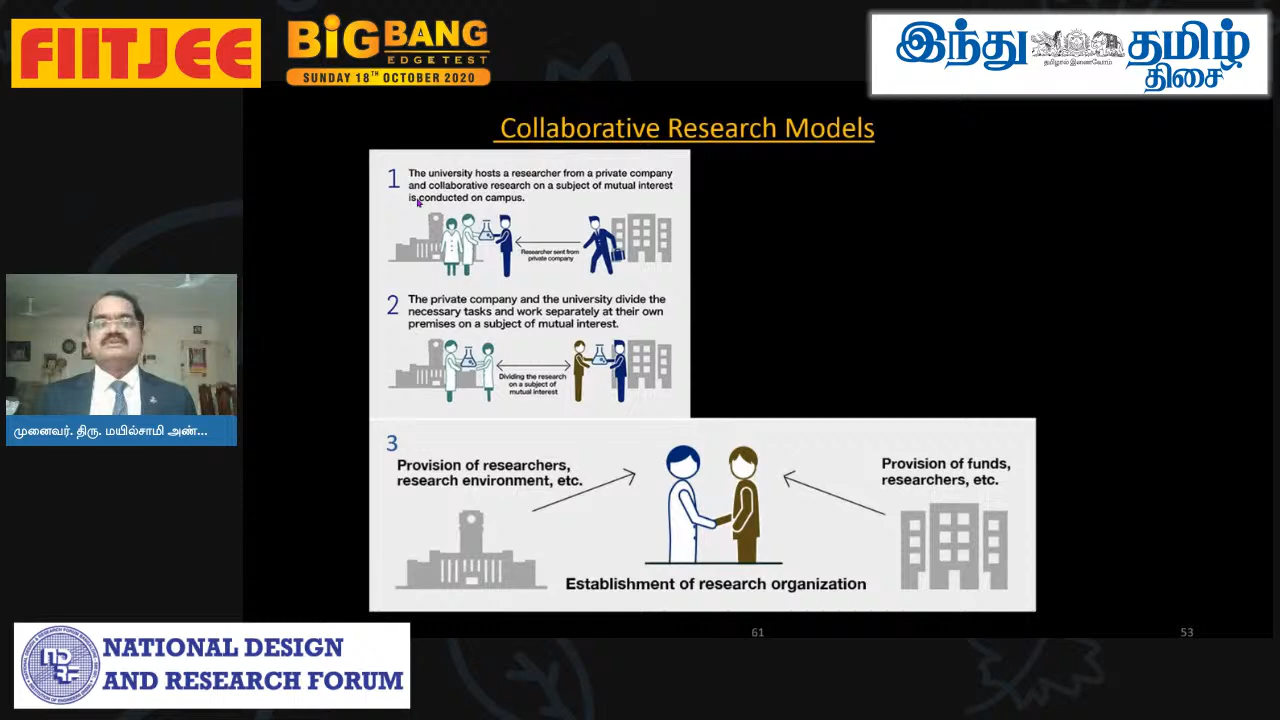 FIITJEE
BiGBANG
EDGE TEST
SUNDAY 18TH OCTOBER 2020
இந்து தமிழ்
தமிழால் இணைவோம்
திசை
Collaborative Research Models
1 The university hosts a researcher from a private company
and collaborative research on a subject of mutual interest
is conducted on campus.
Researcher sent from
private company
2 The private company and the university divide the
necessary tasks and work separately at their own
premises on a subject of mutual interest.
Dividing the research
on a subject of
mutual interest
முனைவர். திரு. மயில்சாமி அண்...
3
Provision of researchers,
research environment, etc.
Provision of funds,
researchers, etc.
Establishment of research organization
61
53
NATIONAL DESIGN
AND RESEARCH FORUM